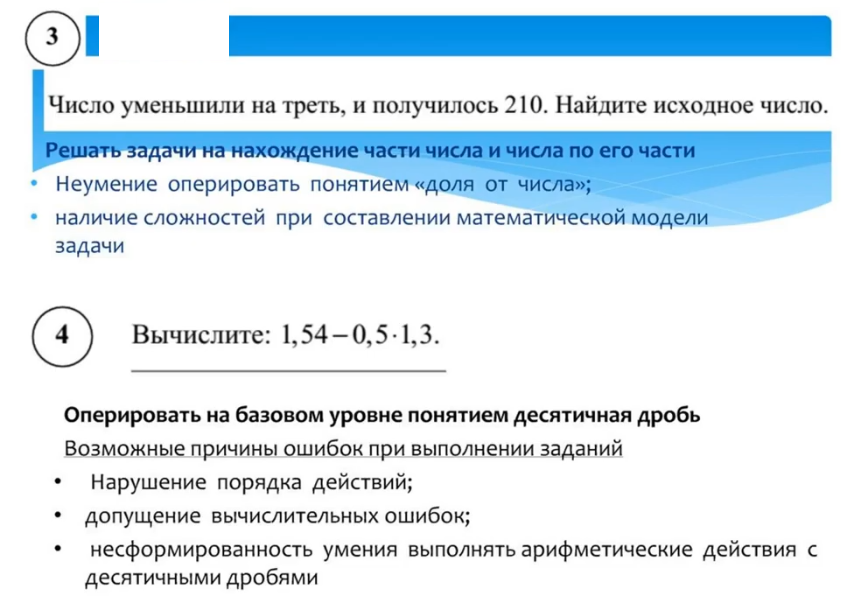 3
Число уменьшили на треть, и получилось 210. Найдите исходное число.
Решать задачи на нахождение части числа и числа по его части
• Неумение оперировать понятием «доля от числа»;
• наличие сложностей при составлении математической модели
задачи
4 Вычислите: 1,54 – 0,5·1,3.
Оперировать на базовом уровне понятием десятичная дробь
Возможные причины ошибок при выполнении заданий
• Нарушение порядка действий;
• допущение вычислительных ошибок;
• несформированность умения выполнять арифметические действия с
десятичными дробями